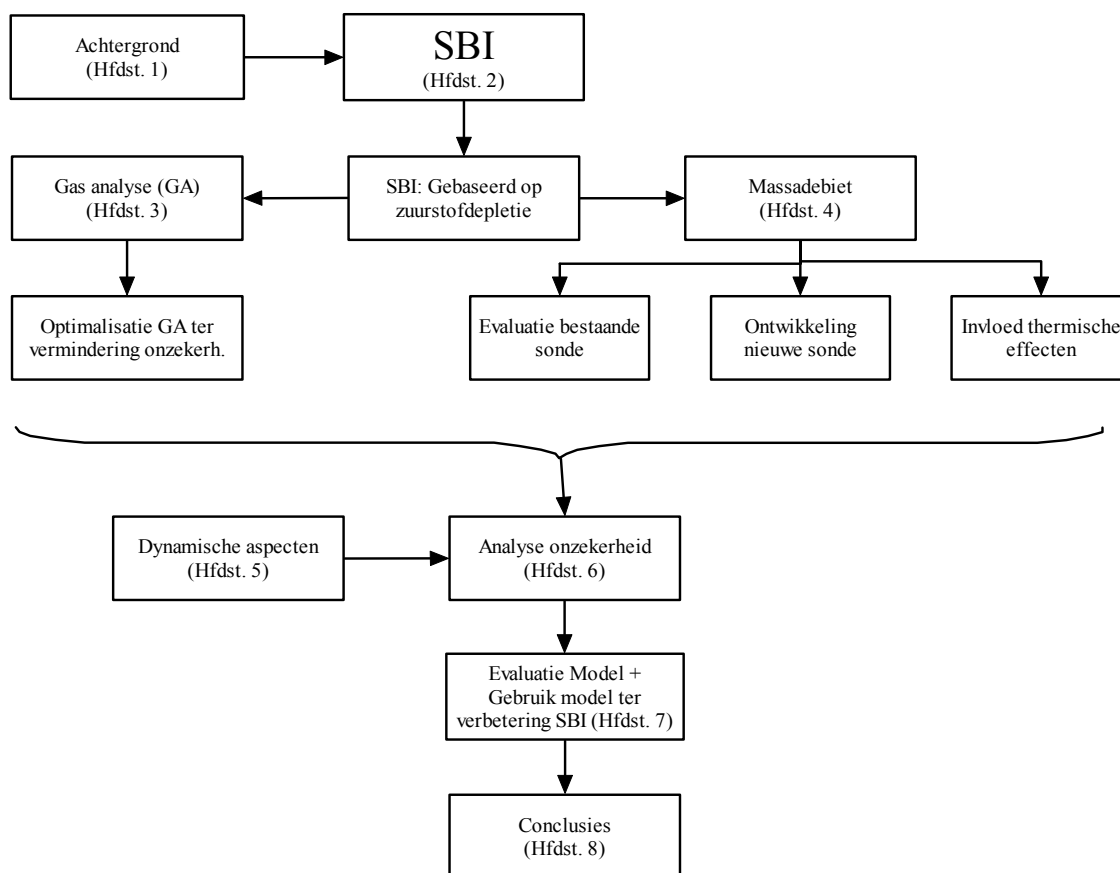 Achtergrond
(Hfdst. 1)
SBI
(Hfdst. 2)
Gas analyse (GA)
(Hfdst. 3)
SBI: Gebaseerd op
zuurstofdepletie
Massadebiet
(Hfdst. 4)
Optimalisatie GA ter
vermindering onzekerh.
Evaluatie bestaande
sonde
Ontwikkeling
nieuwe sonde
Invloed thermische
effecten
Dynamische aspecten
(Hfdst. 5)
Analyse onzekerheid
(Hfdst. 6)
Evaluatie Model +
Gebruik model ter
verbetering SBI (Hfdst. 7)
Conclusies
(Hfdst. 8)